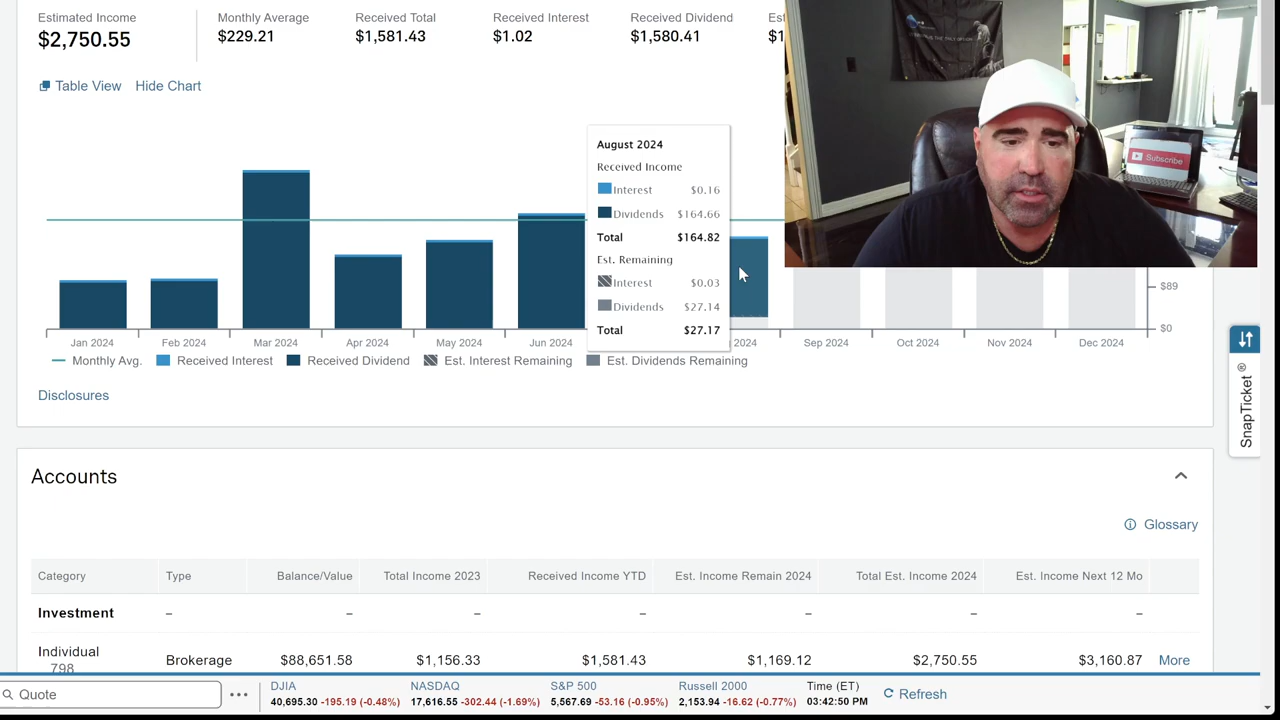 Estimated Income
$2,750.55
Monthly Average
$229.21
Received Total
$1,581.43
Received Interest
$1.02
Received Dividend
$1,580.41
Est
$1
Table View
Hide Chart
August 2024
Received Income
Interest $0.16
Dividends $164.66
Total $164.82
Est. Remaining
Interest $0.03
Dividends $27.14
Total $27.17
Subscribe
$89
$0
Jan 2024 Feb 2024 Mar 2024 Apr 2024 May 2024 Jun 2024 2024 Sep 2024 Oct 2024 Nov 2024 Dec 2024
Monthly Avg. Received Interest Received Dividend Est. Interest Remaining Est. Dividends Remaining
Disclosures
SnapTicket®
Accounts
Glossary
Category Type Balance/Value Total Income 2023 Received Income YTD Est. Income Remain 2024 Total Est. Income 2024 Est. Income Next 12 Mo
Investment – – – – – – –
Individual
798
Brokerage $88,651.58 $1,156.33 $1,581.43 $1,169.12 $2,750.55 $3,160.87 More
Quote
DJIA NASDAQ S&P 500 Russell 2000 Time (ET)
40,695.30 -195.19 (-0.48%) 17,616.55 -302.44 (-1.69%) 5,567.69 -53.16 (-0.95%) 2,153.94 -16.62 (-0.77%) 03:42:50 PM
Refresh